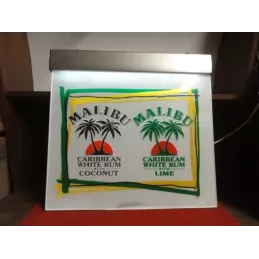 MALIBU
CARIBBEAN
WHITE RUM
WITH
COCONUT
MALIBU
CARIBBEAN
WHITE RUM
WITH
LIME